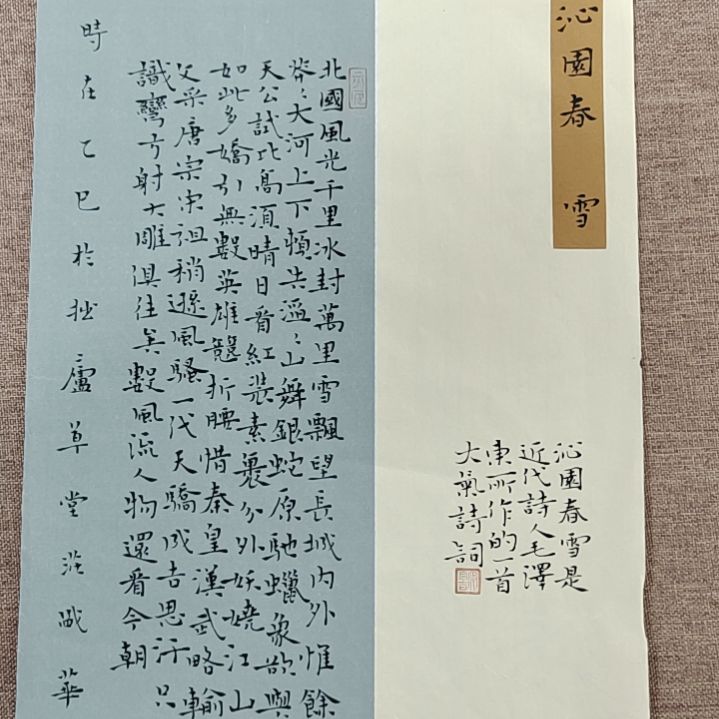 沁園春 雪
沁園春雪是
近代詩人毛澤
東所作的一首
大氣詩詞
北國風光千里冰封萬里雪飄望長城內外惟餘
莽〻大河上下頓失滔〻山舞銀蛇原馳蠟象欲與
天公試比高須晴日看紅裝素裹分外妖嬈江山
如此多嬌引無數英雄競折腰惜秦皇漢武略輸
文采唐宗宋祖稍遜風騷一代天驕成吉思汗只
識彎弓射大雕俱往矣數風流人物還看今朝
時在乙巳於拙廬草堂莊華